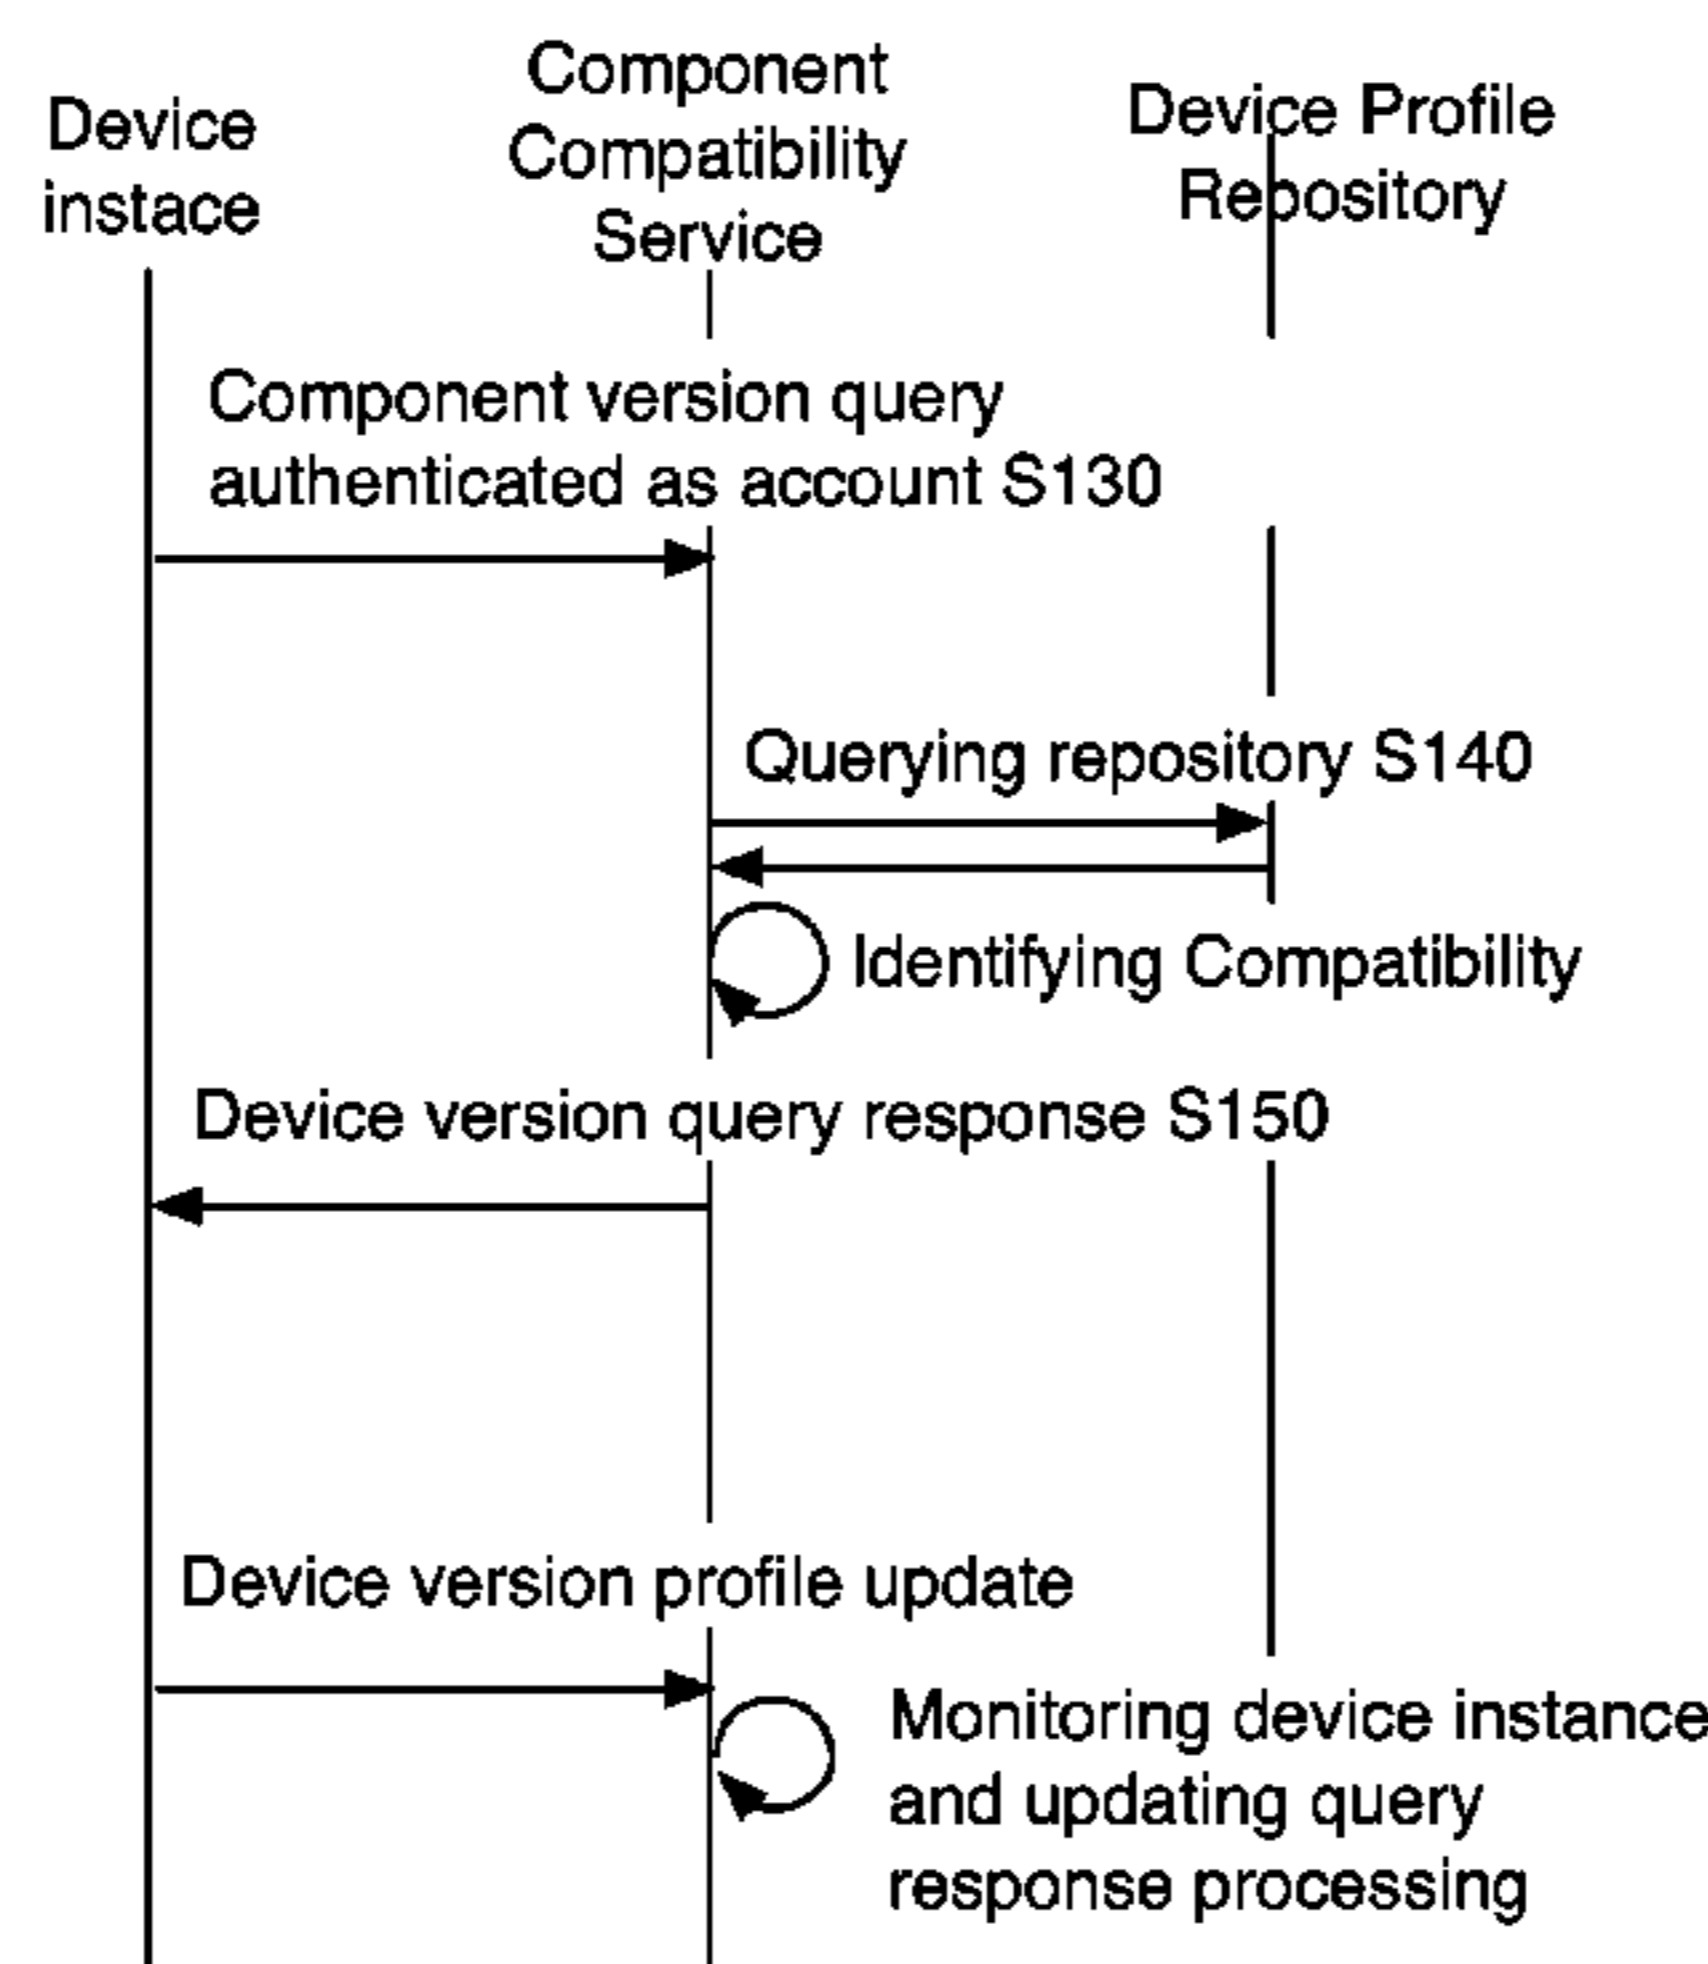 Device
instace
Component
Compatibility
Service
Device Profile
Repository
Component version query
authenticated as account S130
Querying repository S140
Identifying Compatibility
Device version query response S150
Device version profile update
Monitoring device instance
and updating query
response processing